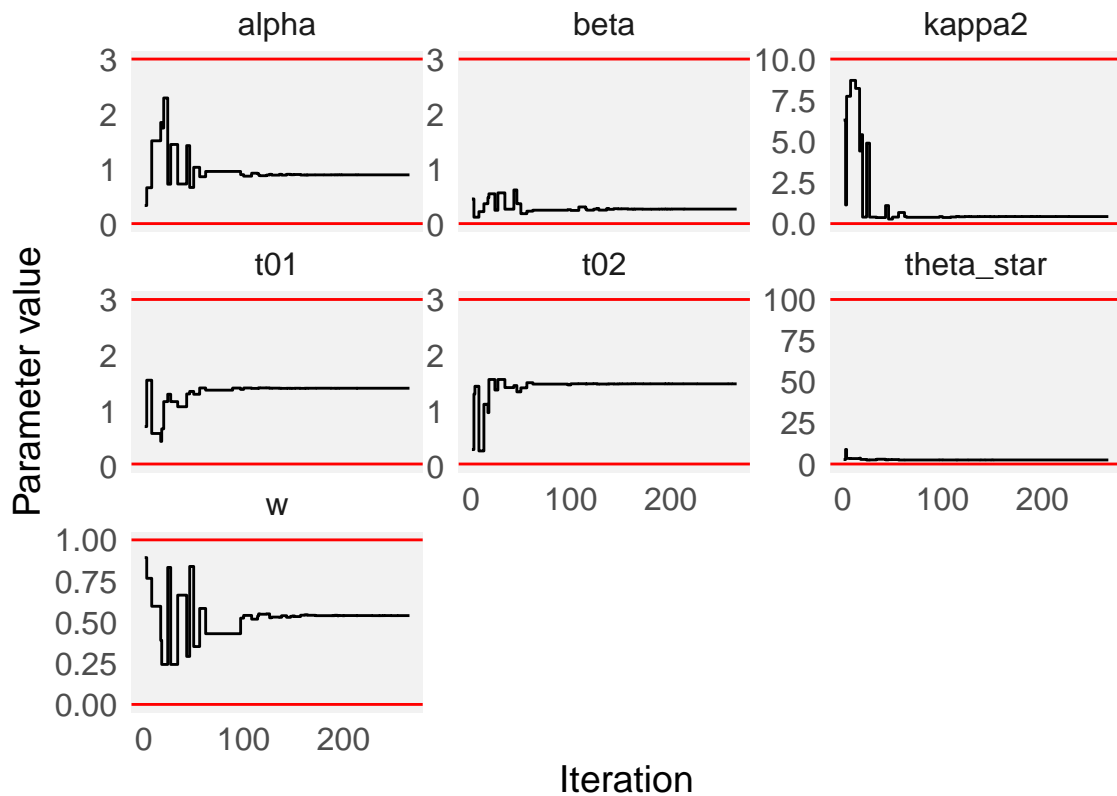 alpha beta kappa2
3 3 10.0
7.5
2 2
5.0
1 1
2.5
0 0 0.0
t01 t02 theta_star
3 3 100
75
2 2
50
1 1
25
0 0 0
0 100 200 0 100 200
w
1.00
0.75
0.50
0.25
0.00
0 100 200
Iteration
Parameter value